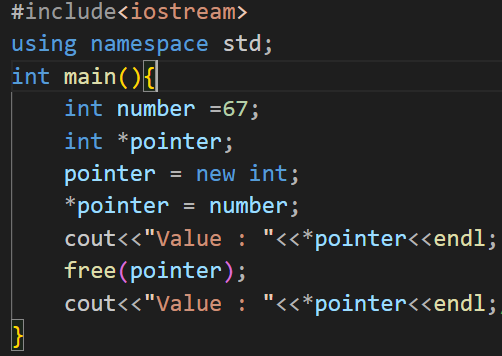 #include<iostream>
using namespace std;
int main(){
    int number =67;
    int *pointer;
    pointer = new int;
    *pointer = number;
    cout<<"Value : "<<*pointer<<endl;
    free(pointer);
    cout<<"Value : "<<*pointer<<endl;
}